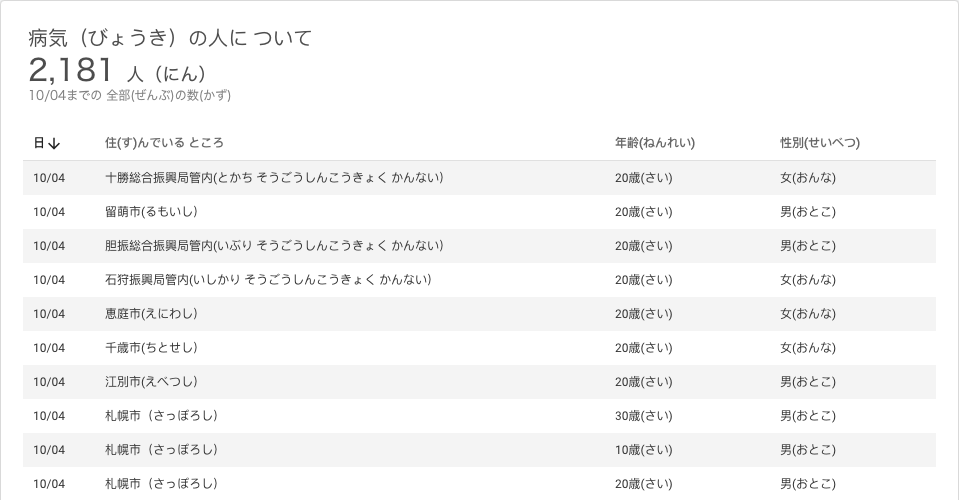 病気（びょうき）の人に ついて
2,181 人（にん）
10/04までの 全部(ぜんぶ)の数(かず)
日↓ 住(す)んでいる ところ 年齢(ねんれい) 性別(せいべつ)
10/04 十勝総合振興局管内(とかち そうごうしんこうきょく かんない） 20歳(さい) 女(おんな)
10/04 留萌市(るもいし） 20歳(さい) 男(おとこ)
10/04 胆振総合振興局管内(いぶり そうごうしんこうきょく かんない） 20歳(さい) 男(おとこ)
10/04 石狩振興局管内(いしかり そうごうしんこうきょく かんない） 20歳(さい) 女(おんな)
10/04 恵庭市(えにわし） 20歳(さい) 女(おんな)
10/04 千歳市(ちとせし） 20歳(さい) 女(おんな)
10/04 江別市(えべつし） 20歳(さい) 男(おとこ)
10/04 札幌市（さっぽろし） 30歳(さい) 男(おとこ)
10/04 札幌市（さっぽろし） 10歳(さい) 男(おとこ)
10/04 札幌市（さっぽろし） 20歳(さい) 男(おとこ)